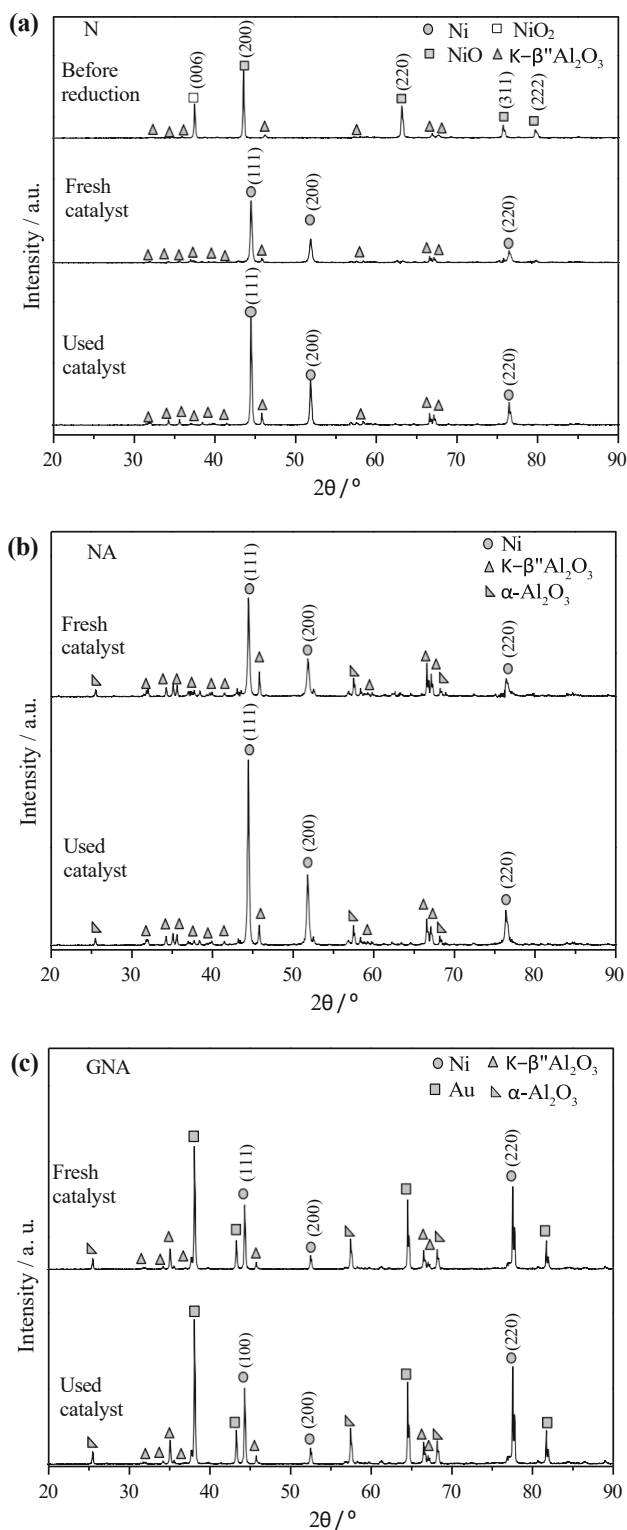 (a) N
Ni NiO₂
NiO K–β"Al₂O₃
Before reduction
(006) (200) (220) (311) (222)
Fresh catalyst
(111) (200) (220)
Used catalyst
(111) (200) (220)
Intensity / a.u.
20 30 40 50 60 70 80 90
2θ / °
(b) NA
Ni
K–β"Al₂O₃
α-Al₂O₃
Fresh catalyst
(111) (200) (220)
Used catalyst
(111) (200) (220)
Intensity / a.u.
20 30 40 50 60 70 80 90
2θ / °
(c) GNA
Ni K–β"Al₂O₃
Au α-Al₂O₃
Fresh catalyst
(111) (200) (220)
Used catalyst
(100) (200) (220)
Intensity / a. u.
20 30 40 50 60 70 80 90
2θ / °